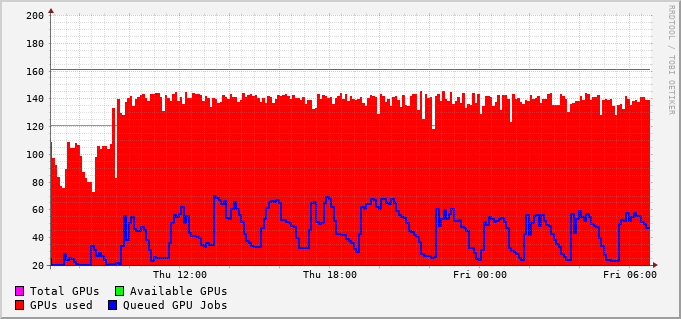 RRDTOOL / TOBI OETIKER
200
180
160
140
120
100
80
60
40
20
Thu 12:00 Thu 18:00 Fri 00:00 Fri 06:00
Total GPUs Available GPUs
GPUs used Queued GPU Jobs